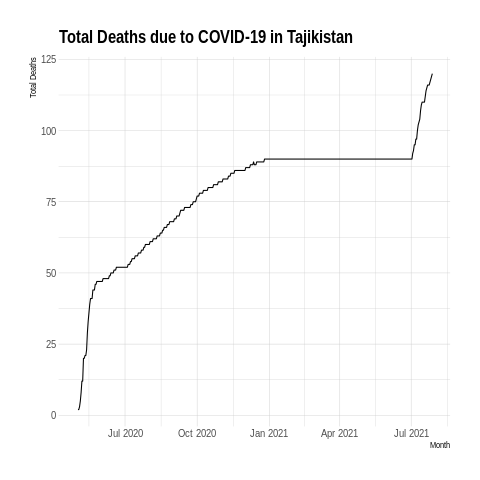 Total Deaths due to COVID-19 in Tajikistan
Total Deaths
125
100
75
50
25
0
Jul 2020 Oct 2020 Jan 2021 Apr 2021 Jul 2021
Month